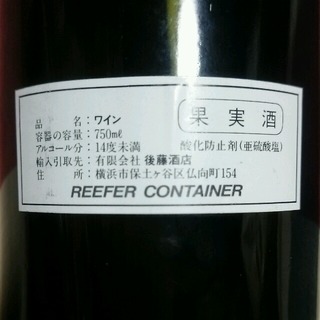 品 名：ワイン
果実酒
容器の容量：750mℓ
アルコール分：14度未満 酸化防止剤(亜硫酸塩)
輸入引取先：有限会社 後藤酒店
住 所：横浜市保土ヶ谷区仏向町154
REEFER CONTAINER